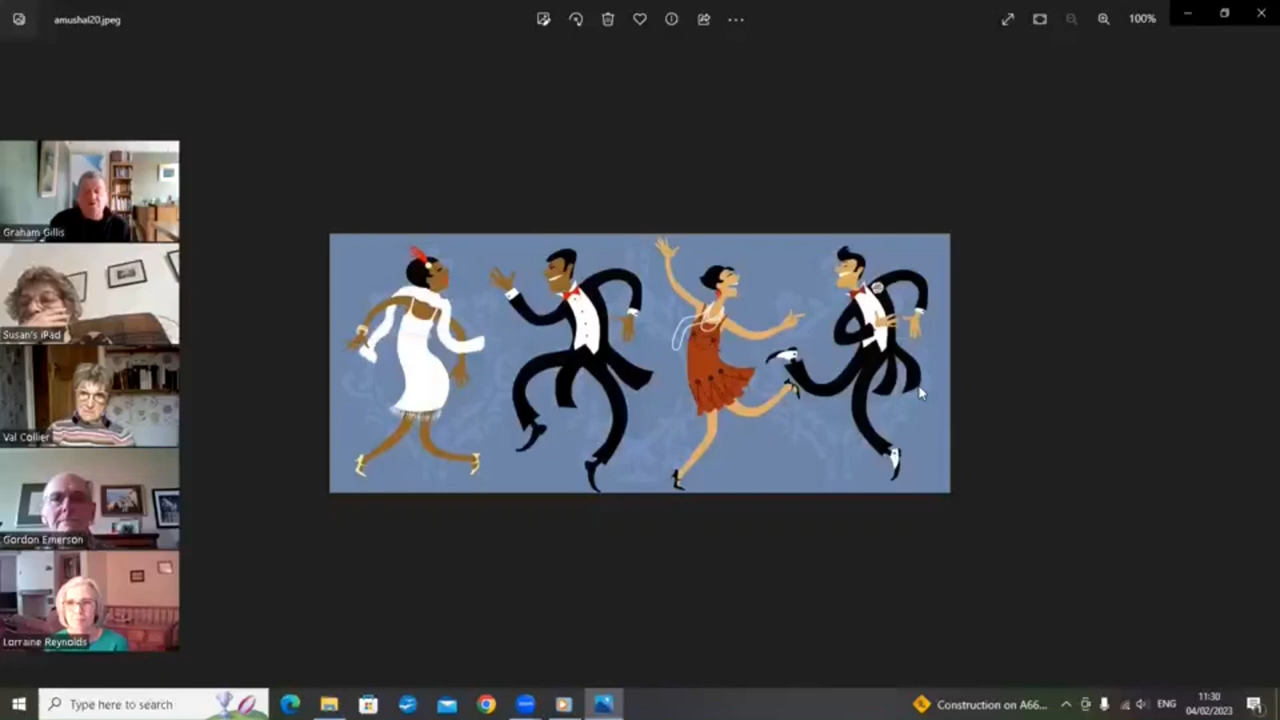 amushal20.jpeg
100%
Graham Gillis
Susan's iPad
Val Collier
Gordon Emerson
Lorraine Reynolds
Type here to search
Construction on A66...
ENG
11:30
04/02/2023